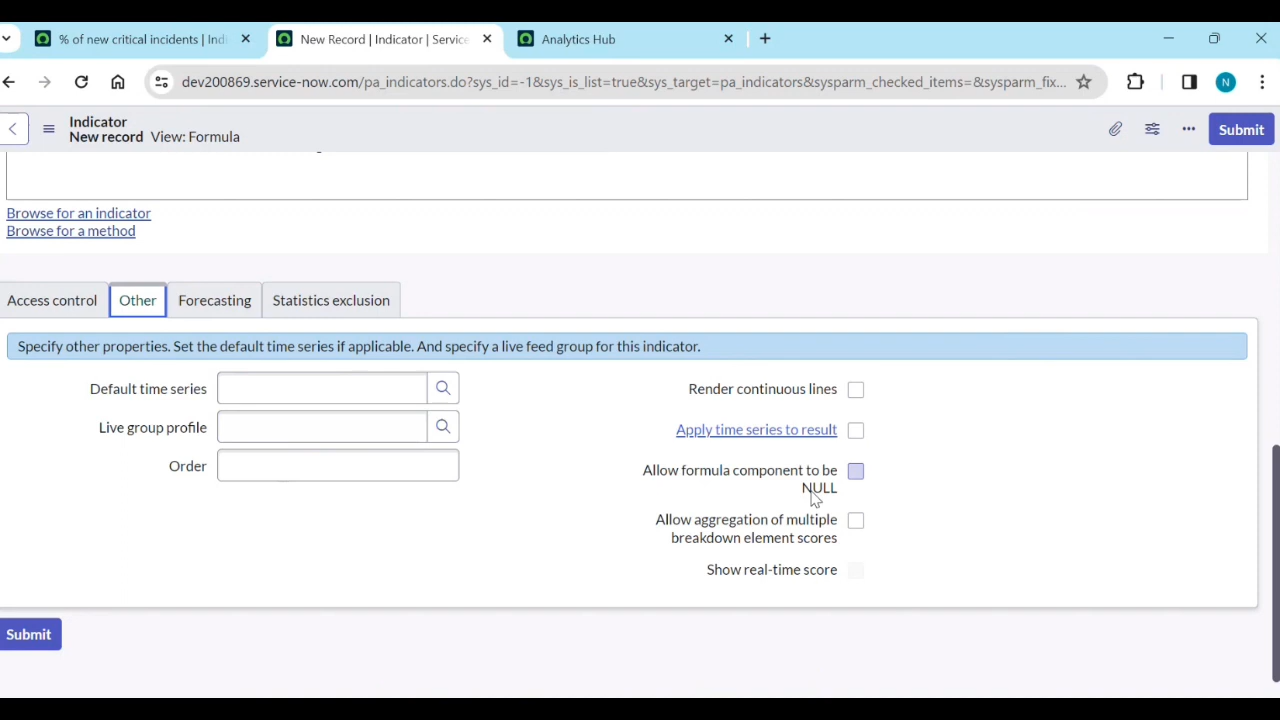 % of new critical incidents | Indi
New Record | Indicator | Service
Analytics Hub
dev200869.service-now.com/pa_indicators.do?sys_id=-1&sys_is_list=true&sys_target=pa_indicators&sysparm_checked_items=&sysparm_fix...
N
Indicator
New record View: Formula
Submit
Browse for an indicator
Browse for a method
Access control
Other
Forecasting
Statistics exclusion
Specify other properties. Set the default time series if applicable. And specify a live feed group for this indicator.
Default time series
Render continuous lines
Live group profile
Apply time series to result
Order
Allow formula component to be
NULL
Allow aggregation of multiple
breakdown element scores
Show real-time score
Submit